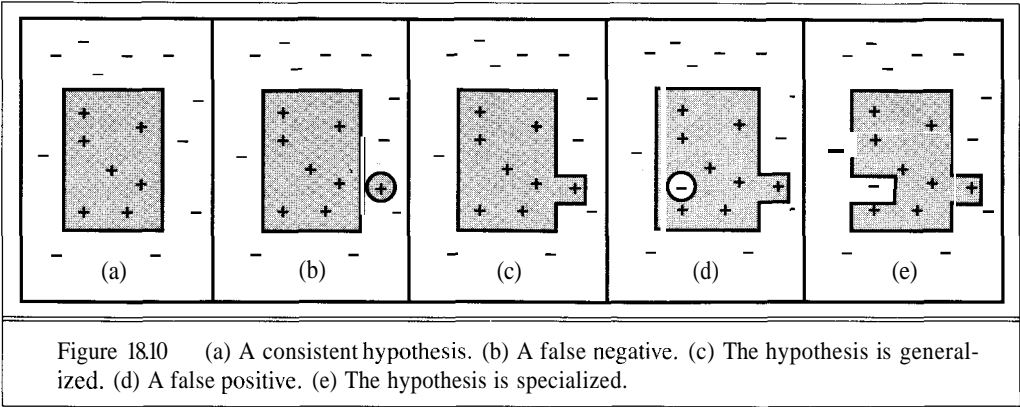 (a) (b) (c) (d) (e)
Figure 18.10 (a) A consistent hypothesis. (b) A false negative. (c) The hypothesis is general-
ized. (d) A false positive. (e) The hypothesis is specialized.